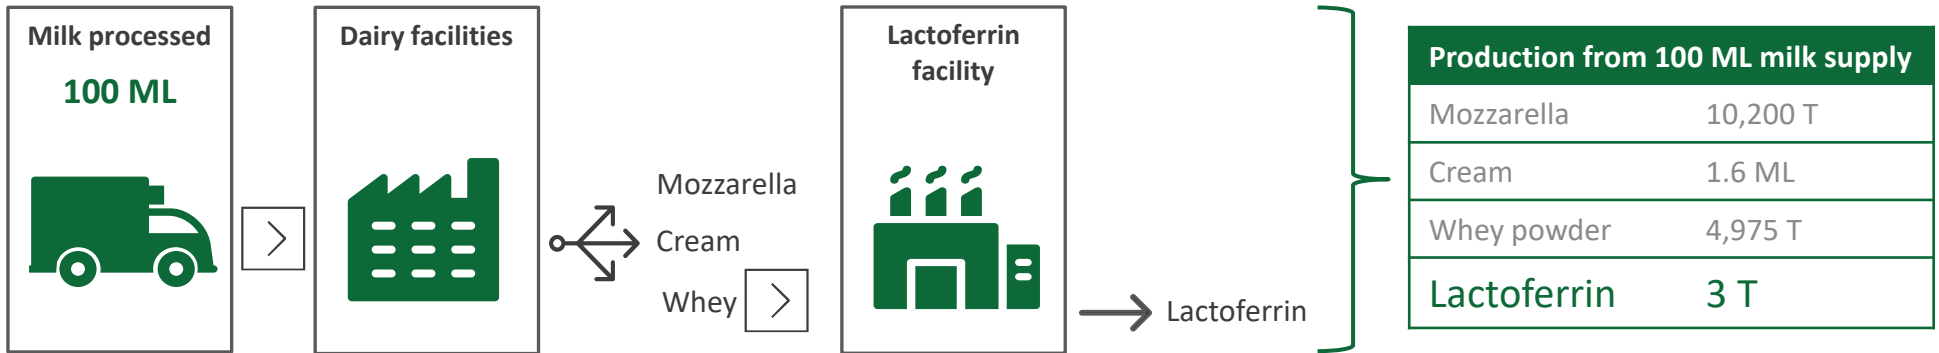 Milk processed
100 ML
Dairy facilities
Mozzarella
Cream
Whey
Lactoferrin
facility
Lactoferrin
Production from 100 ML milk supply
Mozzarella 10,200 T
Cream 1.6 ML
Whey powder 4,975 T
Lactoferrin 3 T